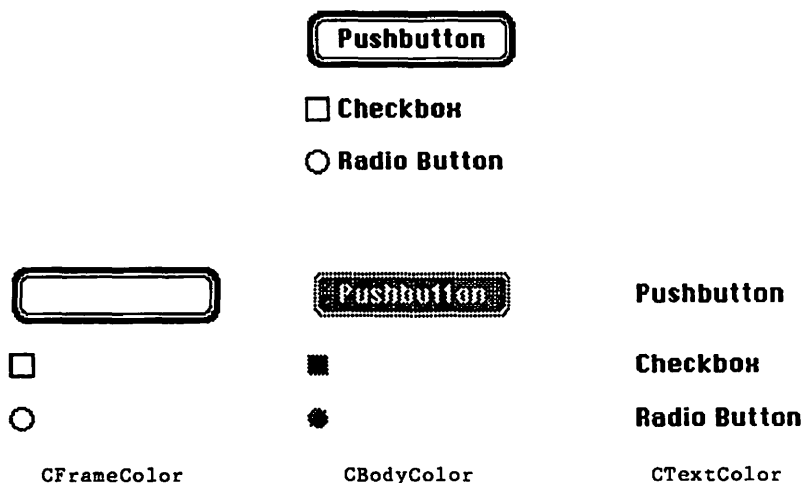 Pushbutton
Checkbox
Radio Button
Pushbutton Pushbutton
Checkbox
Radio Button
CFrameColor CBodyColor CTextColor